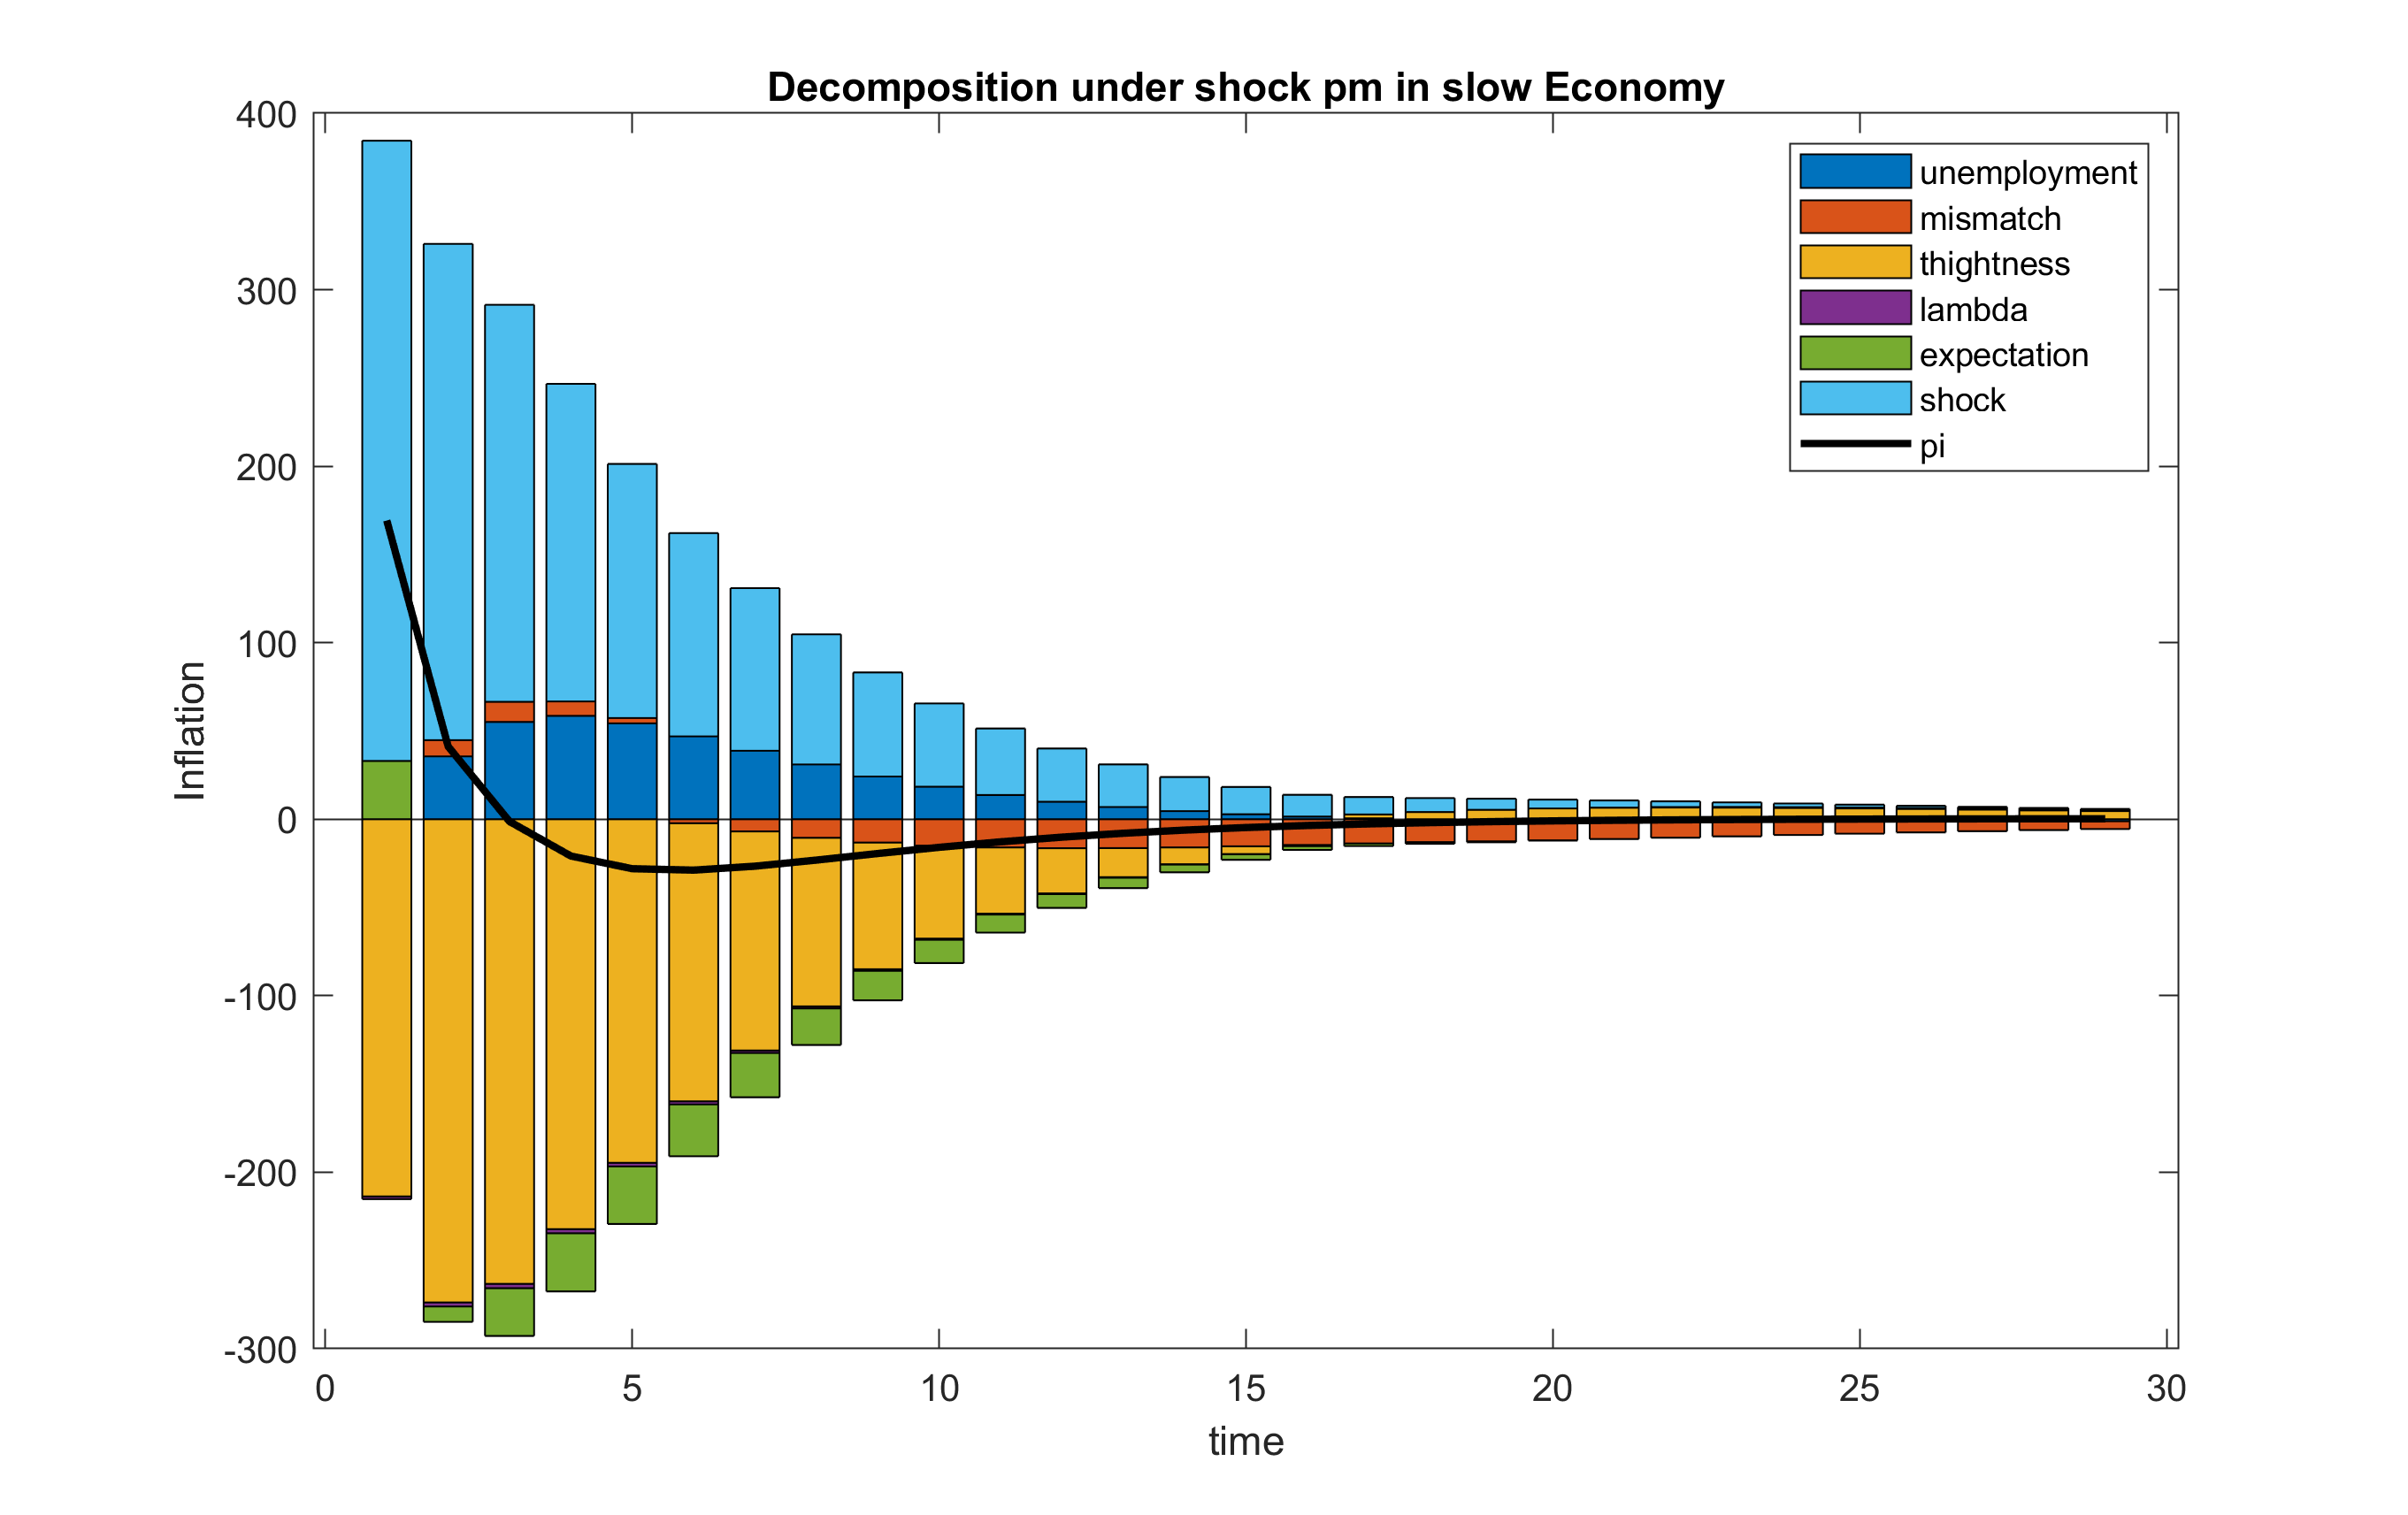 Decomposition under shock pm in slow Economy
400
300
200
100
0
-100
-200
-300
Inflation
unemployment
mismatch
thightness
lambda
expectation
shock
pi
0 5 10 15 20 25 30
time